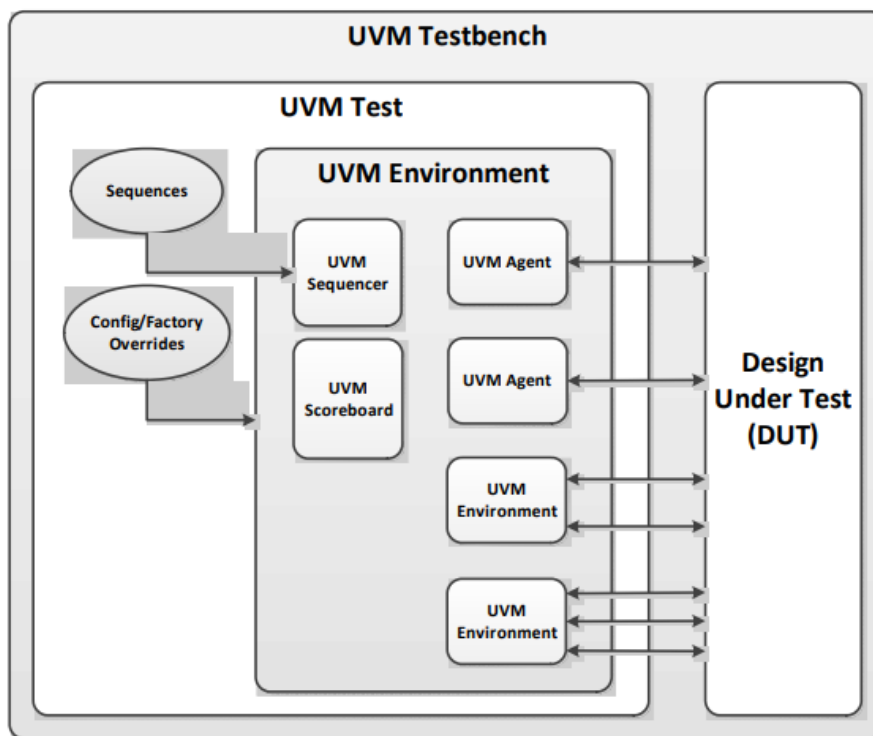 UVM Testbench
UVM Test
Sequences
Config/Factory
Overrides
UVM Environment
UVM
Sequencer
UVM
Scoreboard
UVM Agent
UVM Agent
UVM
Environment
UVM
Environment
Design
Under Test
(DUT)